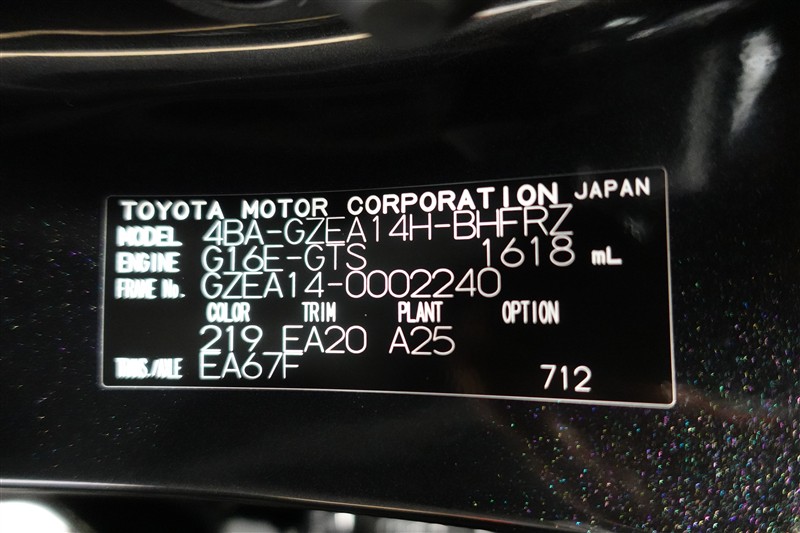 TOYOTA MOTOR CORPORATION JAPAN
MODEL 4BA-GZEA14H-BHFRZ
ENGINE G16E-GTS 1618 mL
FRAME No. GZEA14-0002240
COLOR TRIM PLANT OPTION
219 EA20 A25
TRANS./AXLE EA67F
712